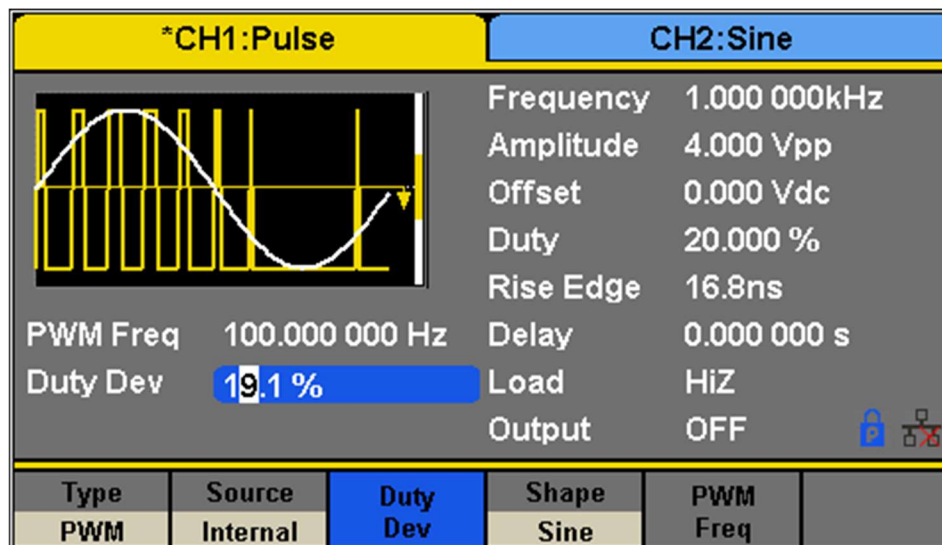 *CH1:Pulse
CH2:Sine
Frequency 1.000 000kHz
Amplitude 4.000 Vpp
Offset 0.000 Vdc
Duty 20.000 %
Rise Edge 16.8ns
PWM Freq 100.000 000 Hz
Delay 0.000 000 s
Duty Dev 19.1 %
Load HiZ
Output OFF
P
Type
PWM
Source
Internal
Duty
Dev
Shape
Sine
PWM
Freq